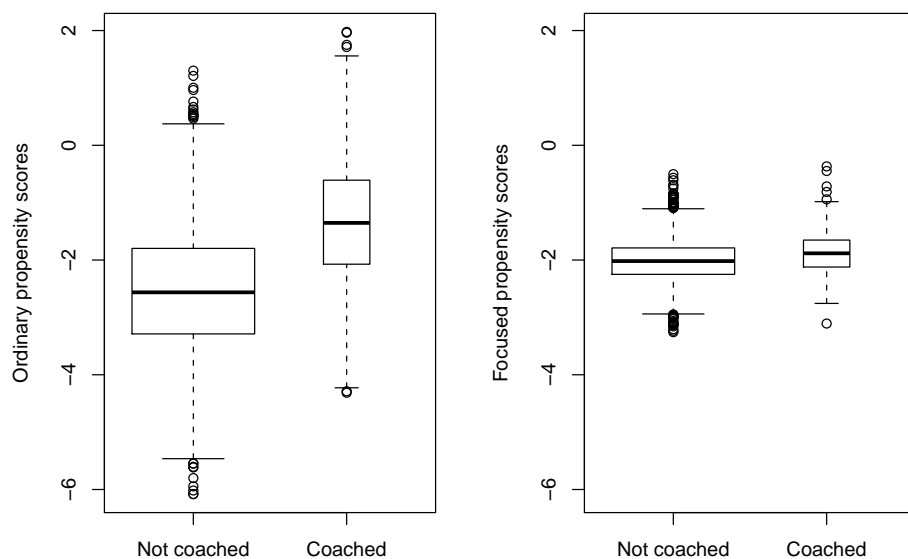 Ordinary propensity scores
2
0
−2
−4
−6
Not coached
Coached
Focused propensity scores
2
0
−2
−4
−6
Not coached
Coached